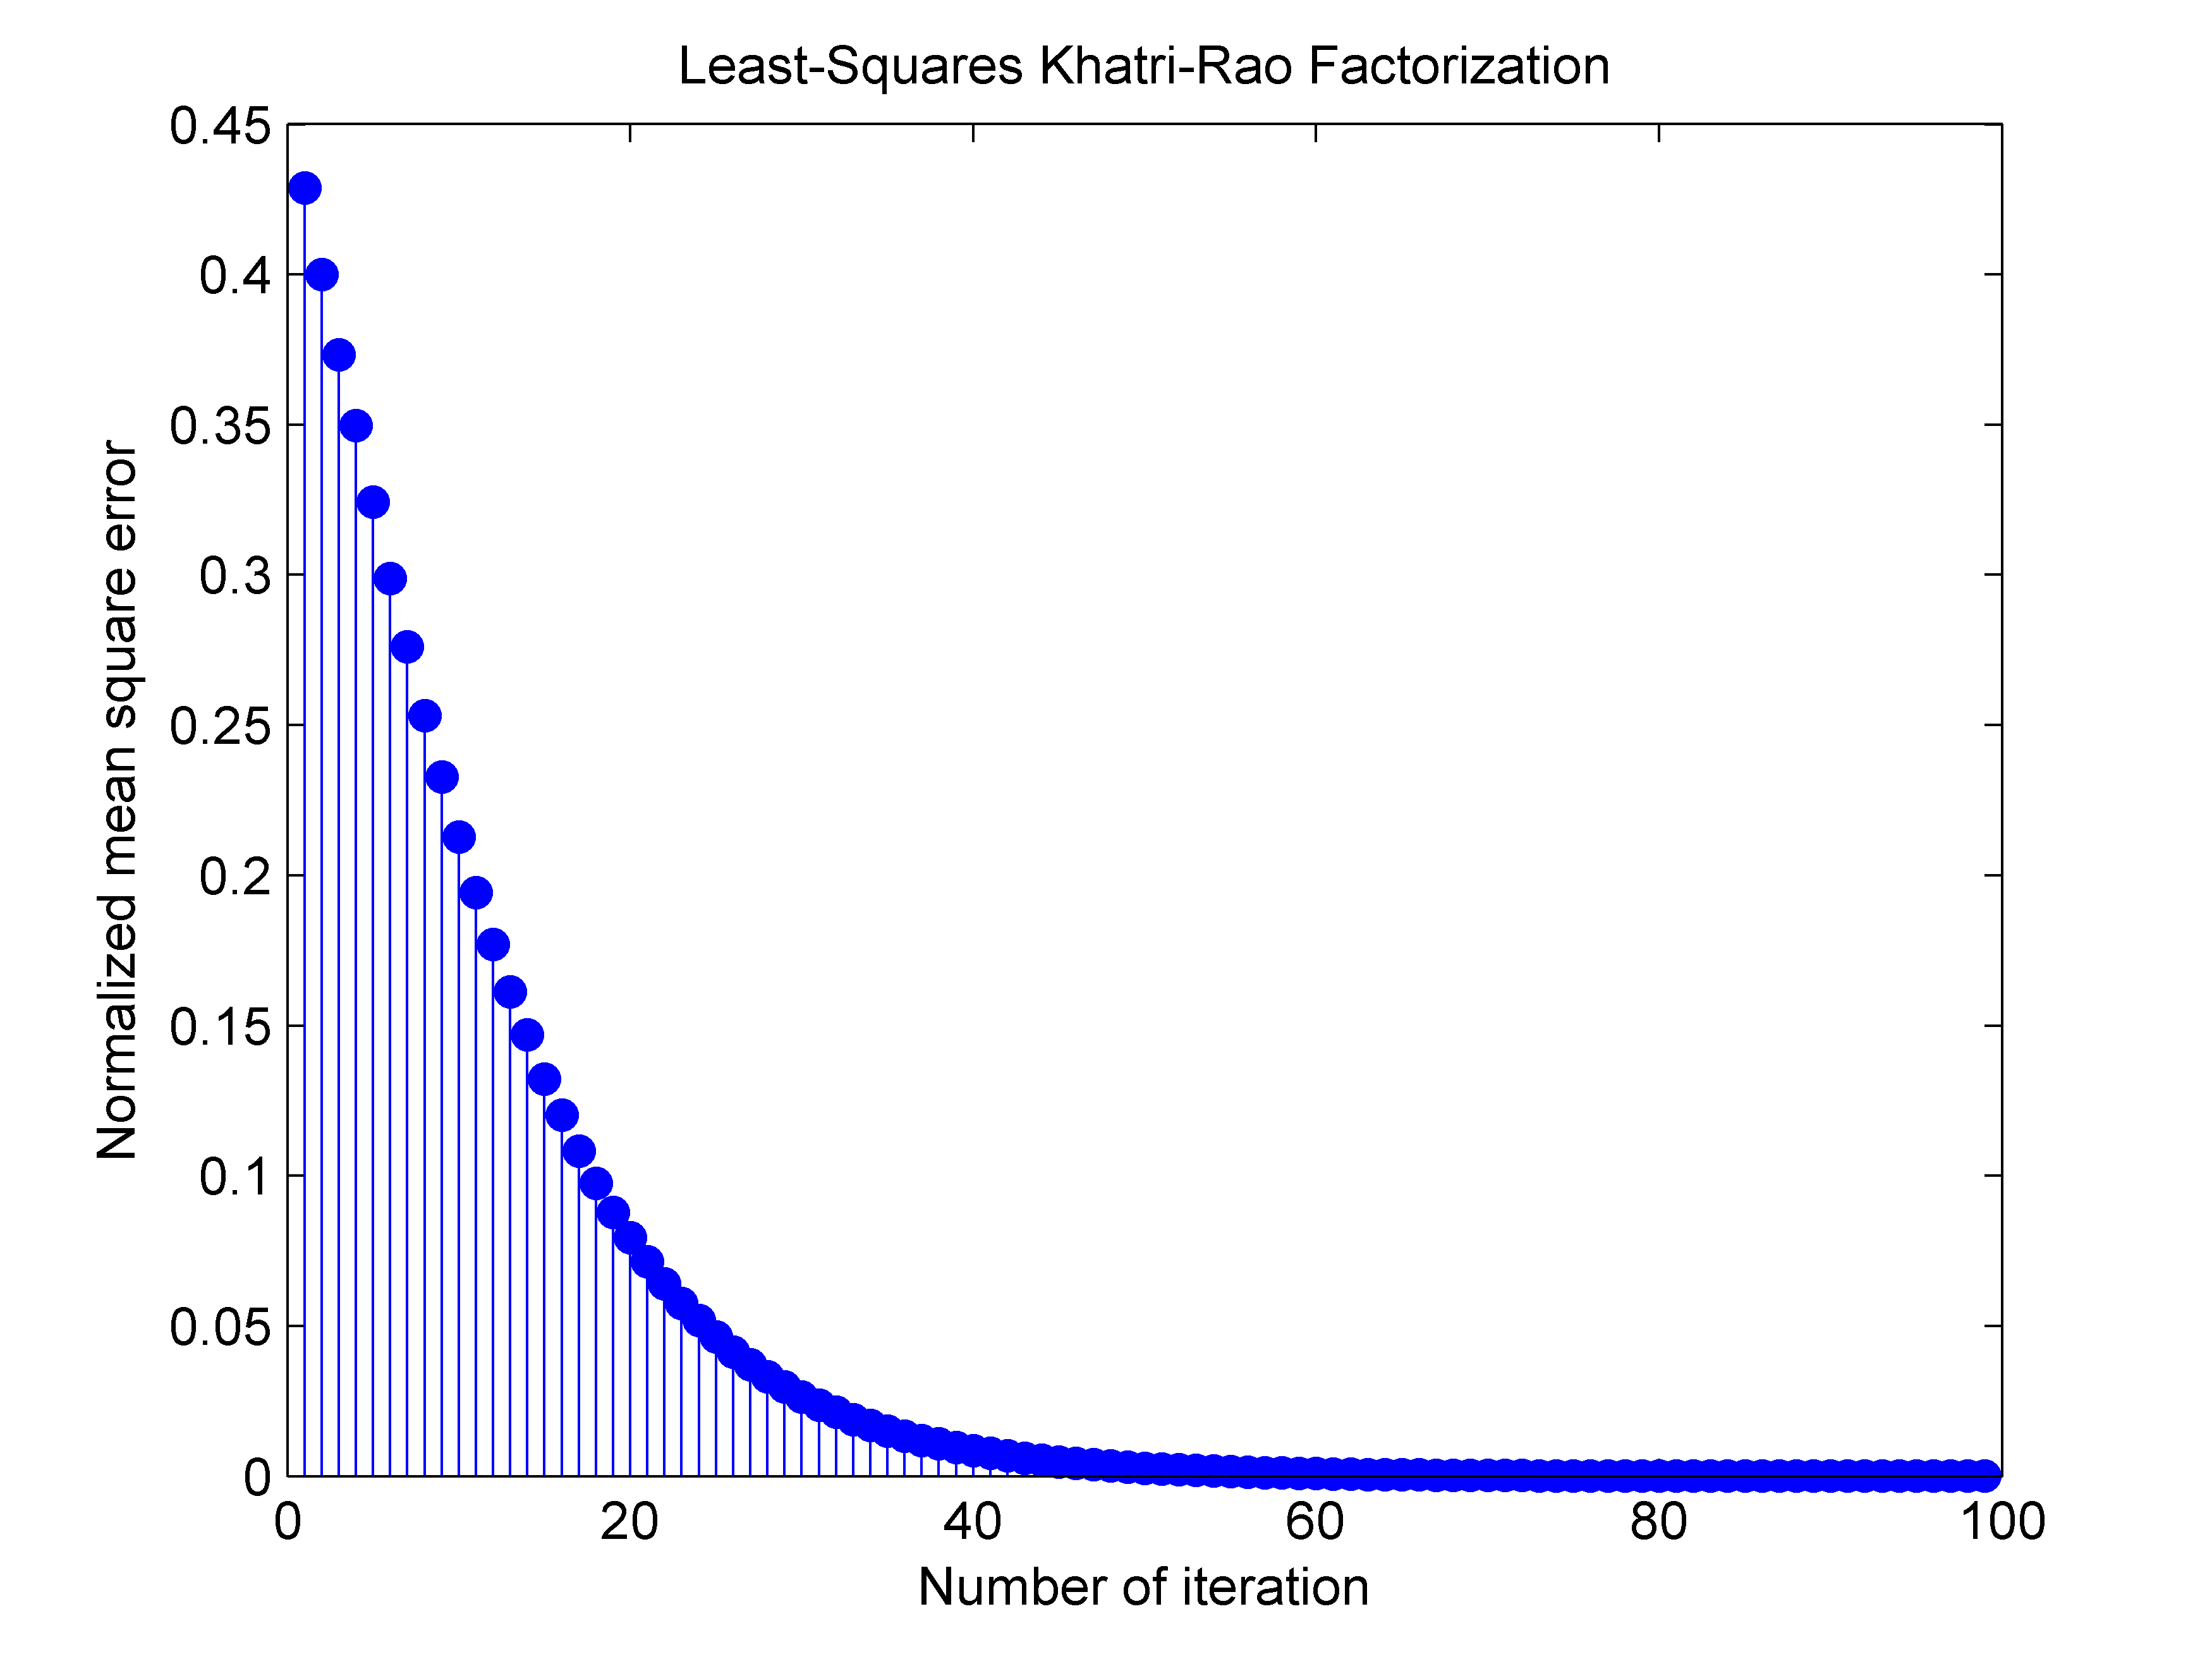 Least-Squares Khatri-Rao Factorization
Normalized mean square error
0.45
0.4
0.35
0.3
0.25
0.2
0.15
0.1
0.05
0
0 20 40 60 80 100
Number of iteration